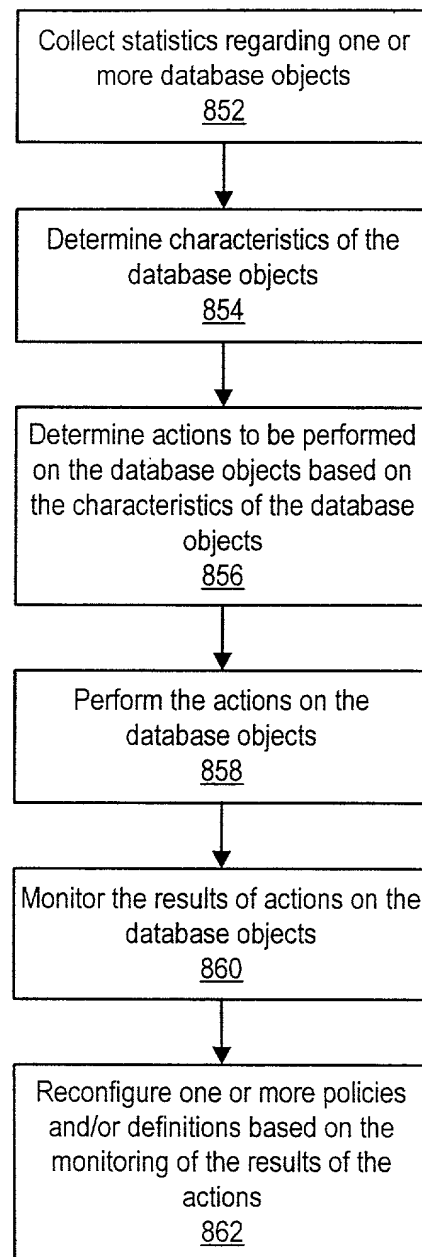 Collect statistics regarding one or
more database objects
852
Determine characteristics of the
database objects
854
Determine actions to be performed
on the database objects based on
the characteristics of the database
objects
856
Perform the actions on the
database objects
858
Monitor the results of actions on the
database objects
860
Reconfigure one or more policies
and/or definitions based on the
monitoring of the results of the
actions
862